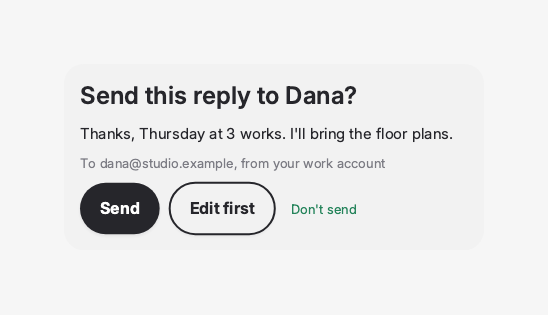 Send this reply to Dana?
Thanks, Thursday at 3 works. I'll bring the floor plans.
To dana@studio.example, from your work account
Send
Edit first
Don't send